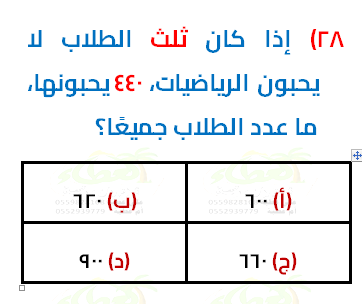 ٢٨) إذا كان ثلث الطلاب لا
يحبون الرياضيات، ٤٤٠ يحبونها،
ما عدد الطلاب جميعًا؟
(أ) ٦٠٠
(ب) ٦٢٠
(ج) ٦٦٠
(د) ٩٠٠